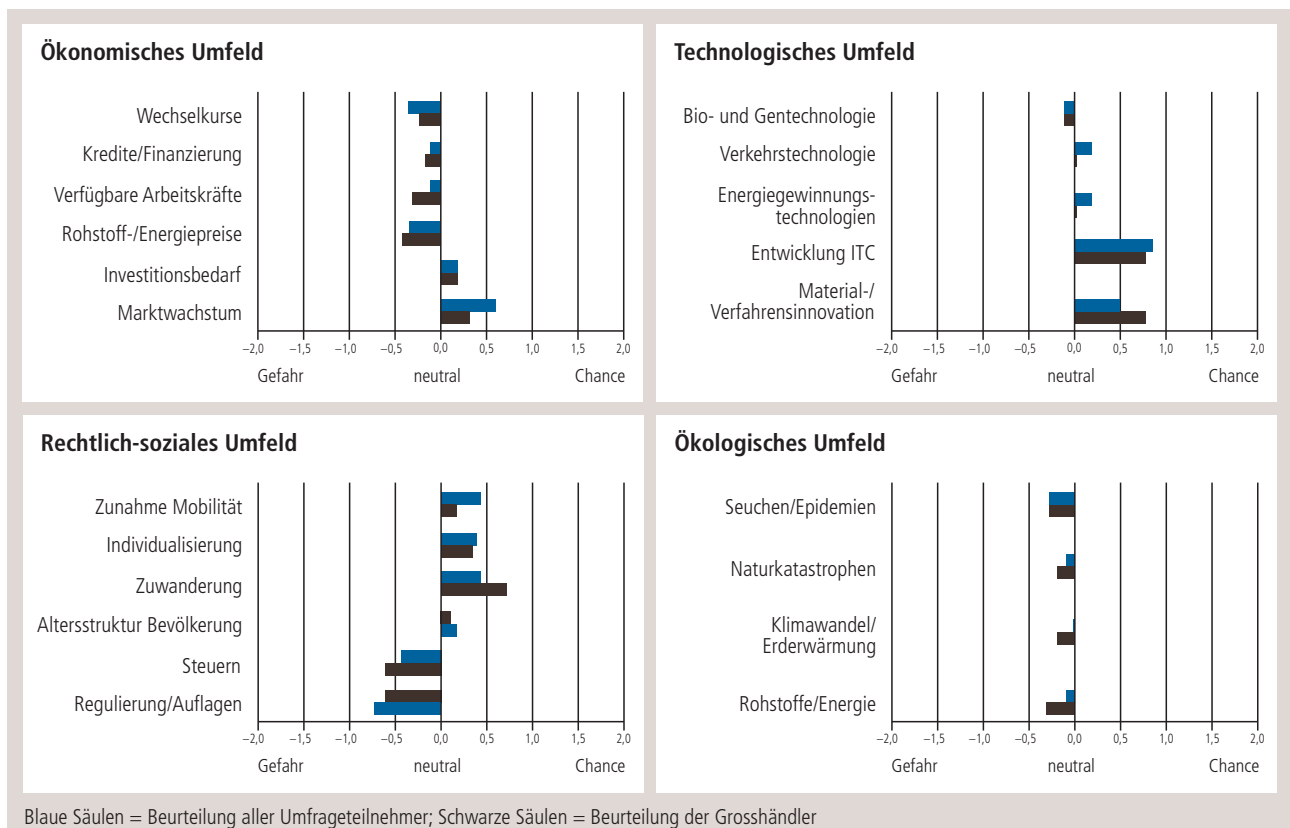 Ökonomisches Umfeld
Wechselkurse
Kredite/Finanzierung
Verfügbare Arbeitskräfte
Rohstoff-/Energiepreise
Investitionsbedarf
Marktwachstum
–2,0 –1,5 –1,0 –0,5 0,0 0,5 1,0 1,5 2,0
Gefahr neutral Chance
Technologisches Umfeld
Bio- und Gentechnologie
Verkehrstechnologie
Energiegewinnungs-
technologien
Entwicklung ITC
Material-/
Verfahrensinnovation
–2,0 –1,5 –1,0 –0,5 0,0 0,5 1,0 1,5 2,0
Gefahr neutral Chance
Rechtlich-soziales Umfeld
Zunahme Mobilität
Individualisierung
Zuwanderung
Altersstruktur Bevölkerung
Steuern
Regulierung/Auflagen
–2,0 –1,5 –1,0 –0,5 0,0 0,5 1,0 1,5 2,0
Gefahr neutral Chance
Ökologisches Umfeld
Seuchen/Epidemien
Naturkatastrophen
Klimawandel/
Erderwärmung
Rohstoffe/Energie
–2,0 –1,5 –1,0 –0,5 0,0 0,5 1,0 1,5 2,0
Gefahr neutral Chance
Blaue Säulen = Beurteilung aller Umfrageteilnehmer; Schwarze Säulen = Beurteilung der Grosshändler